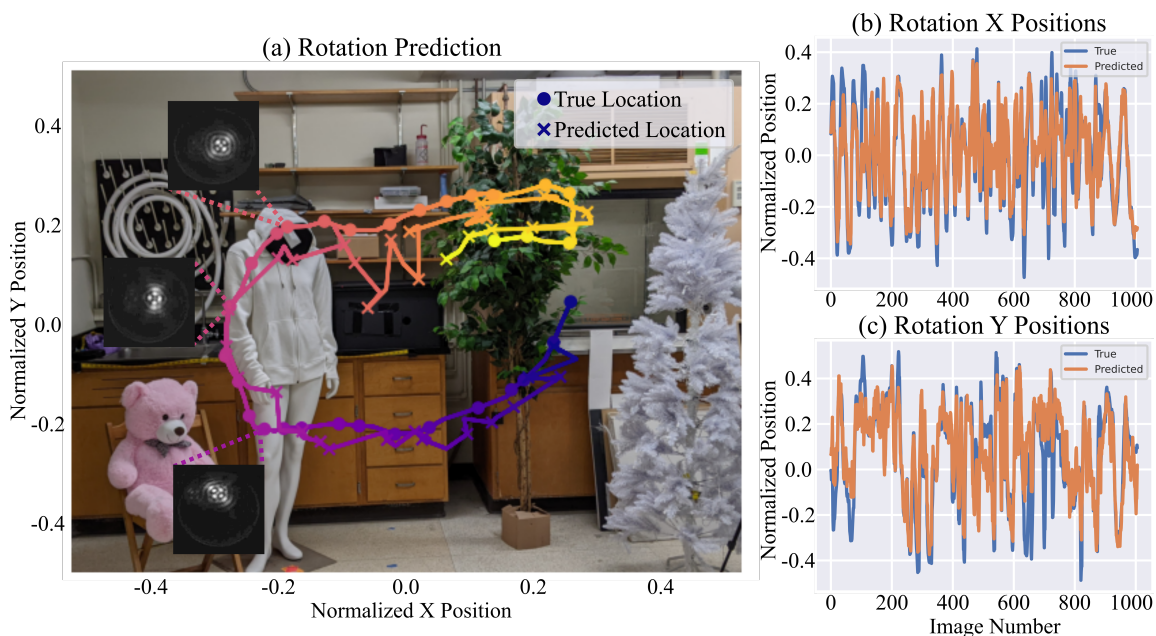 (a) Rotation Prediction
True Location
Predicted Location
Normalized Y Position
0.4
0.2
0.0
-0.2
-0.4
-0.4
-0.2
0.0
0.2
0.4
Normalized X Position
(b) Rotation X Positions
True
Predicted
Normalized Position
0.4
0.2
0.0
-0.2
-0.4
0
200
400
600
800
1000
(c) Rotation Y Positions
True
Predicted
Normalized Position
0.4
0.2
0.0
-0.2
-0.4
0
200
400
600
800
1000
Image Number